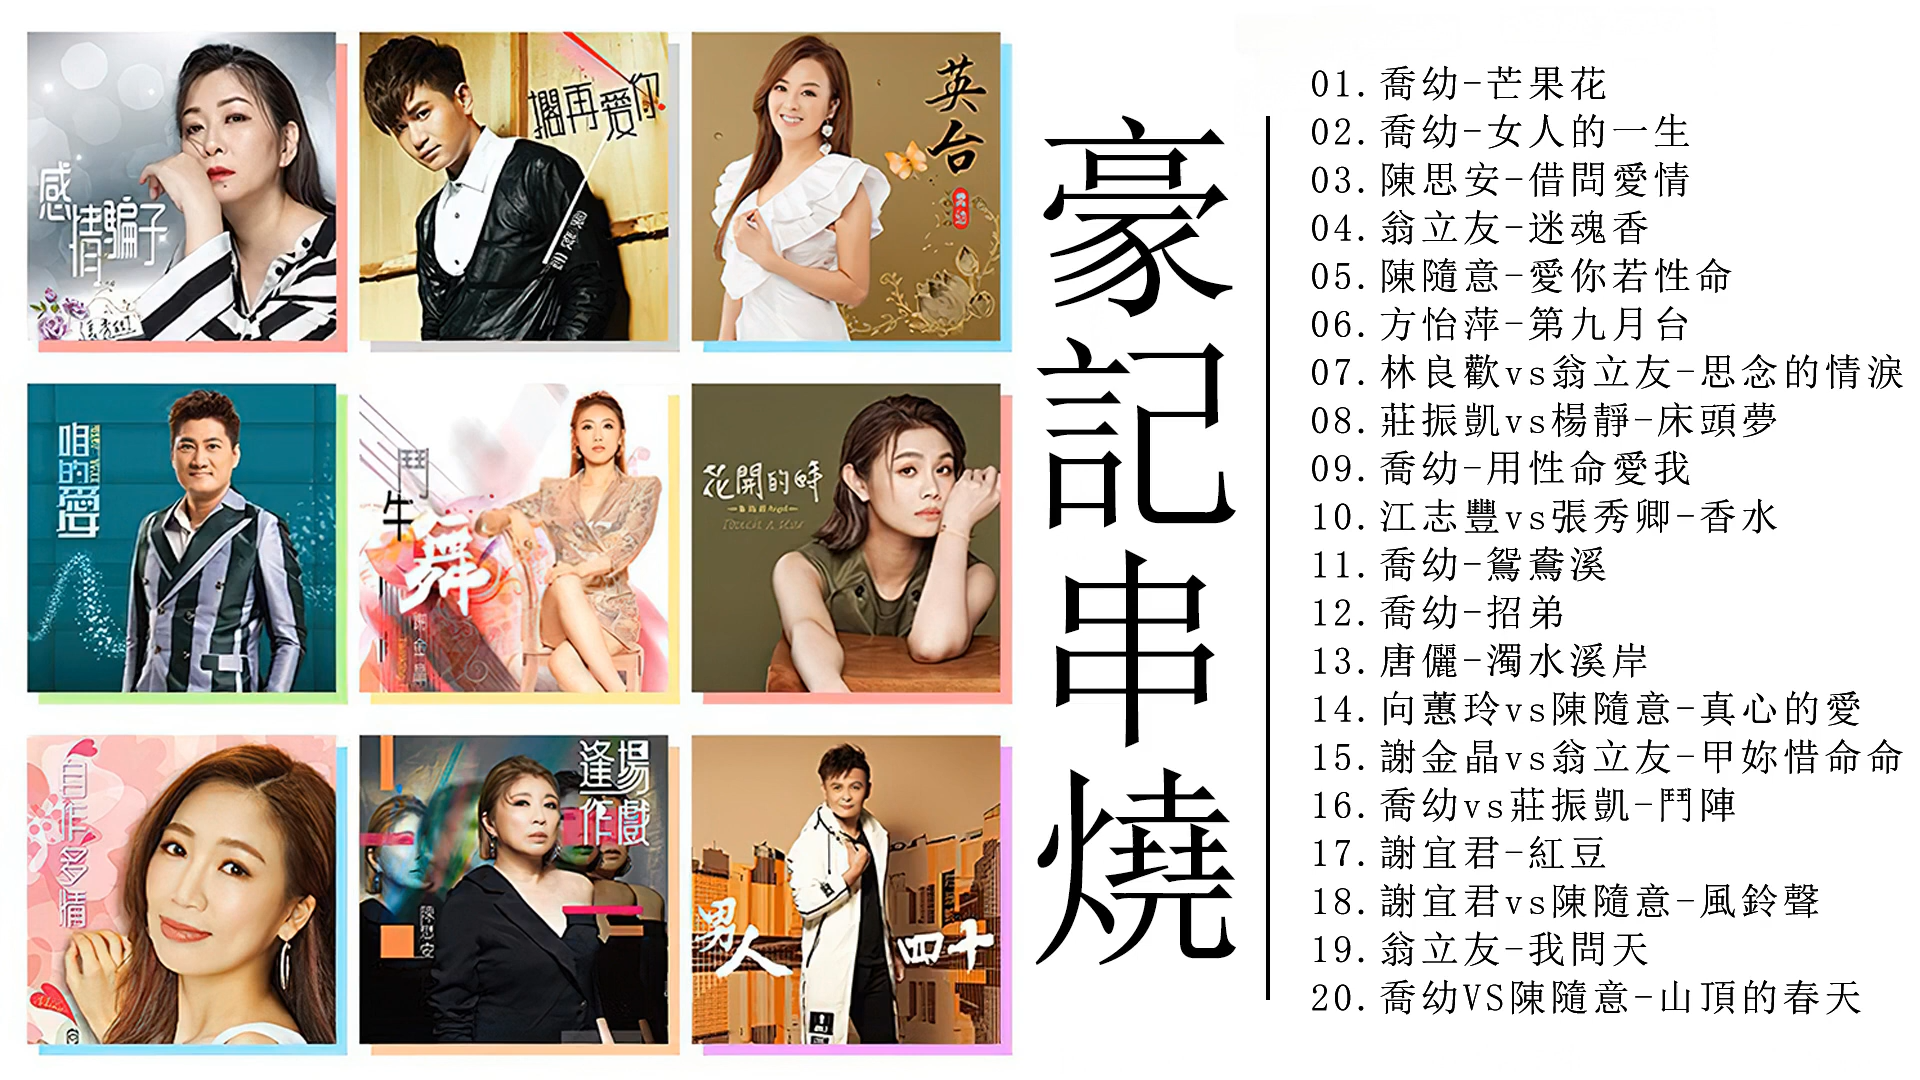 感情騙子
擱再愛你
英台
喬幼
咱的愛
鬥牛舞
謝金晶
花開的時
自作多情
逢場作戲
陳思安
男人四十
豪記串燒
01.喬幼-芒果花
02.喬幼-女人的一生
03.陳思安-借問愛情
04.翁立友-迷魂香
05.陳隨意-愛你若性命
06.方怡萍-第九月台
07.林良歡vs翁立友-思念的情淚
08.莊振凱vs楊靜-床頭夢
09.喬幼-用性命愛我
10.江志豐vs張秀卿-香水
11.喬幼-鴛鴦溪
12.喬幼-招弟
13.唐儷-濁水溪岸
14.向蕙玲vs陳隨意-真心的愛
15.謝金晶vs翁立友-甲妳惜命命
16.喬幼vs莊振凱-鬥陣
17.謝宜君-紅豆
18.謝宜君vs陳隨意-風鈴聲
19.翁立友-我問天
20.喬幼VS陳隨意-山頂的春天